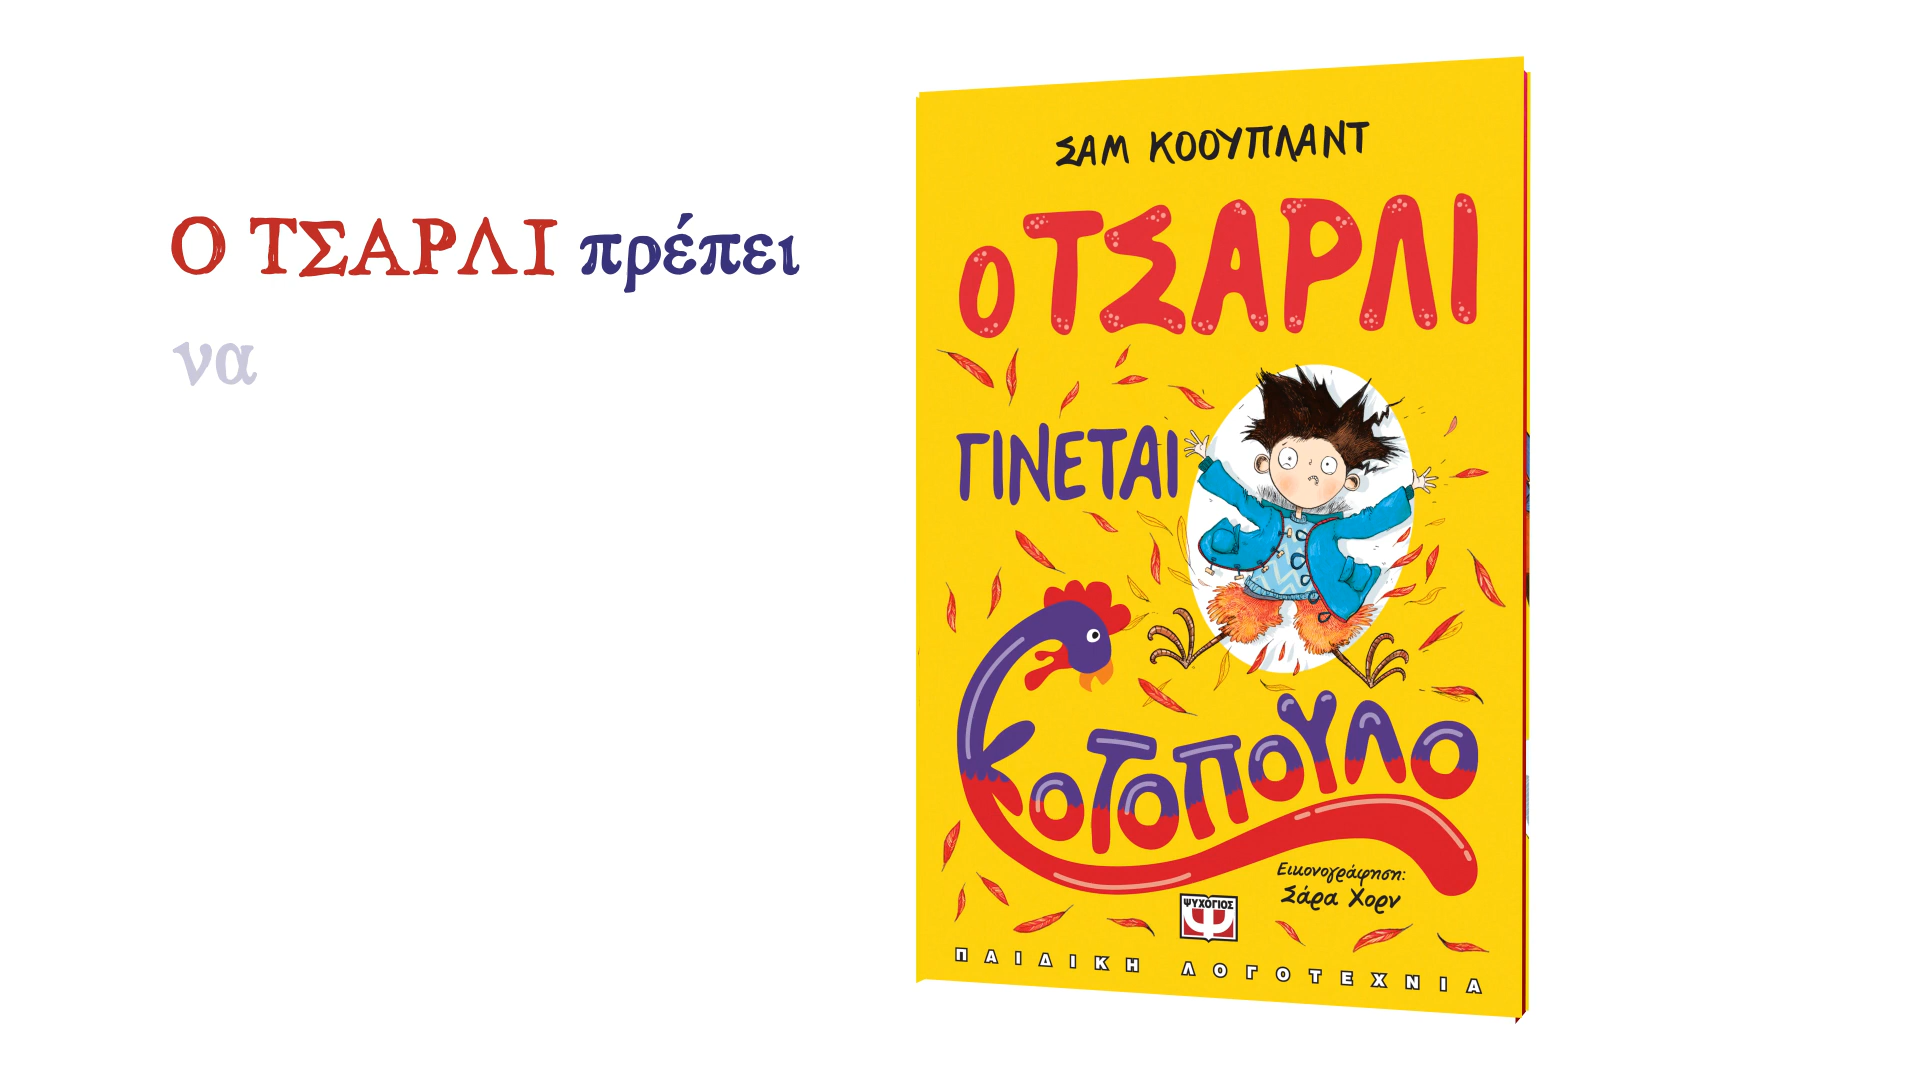 Ο ΤΣΑΡΛΙ πρέπει
να
ΣΑΜ ΚΟΟΥΠΛΑΝΤ
Ο ΤΣΑΡΛΙ
ΓΙΝΕΤΑΙ
ΚΟΤΟΠΟΥΛΟ
Εικονογράφηση:
Σάρα Χορν
ΨΥΧΟΓΙΟΣ
ΠΑΙΔΙΚΗ ΛΟΓΟΤΕΧΝΙΑ